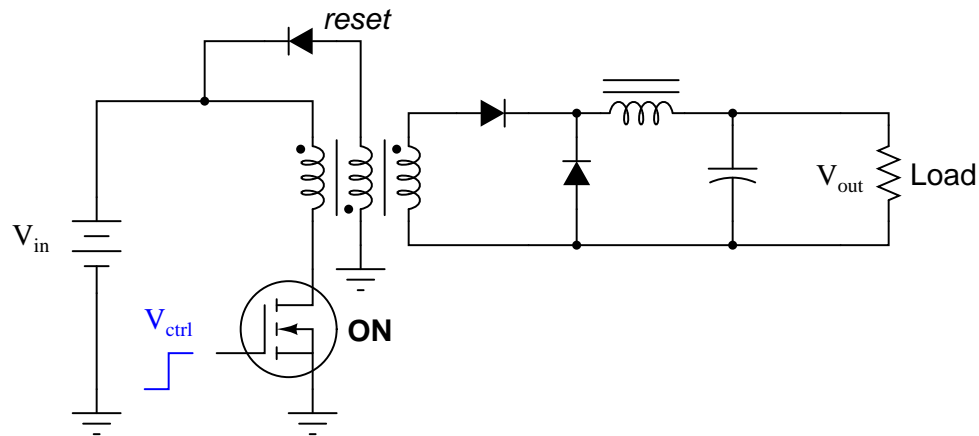 reset
V_in
V_ctrl
ON
V_out
Load